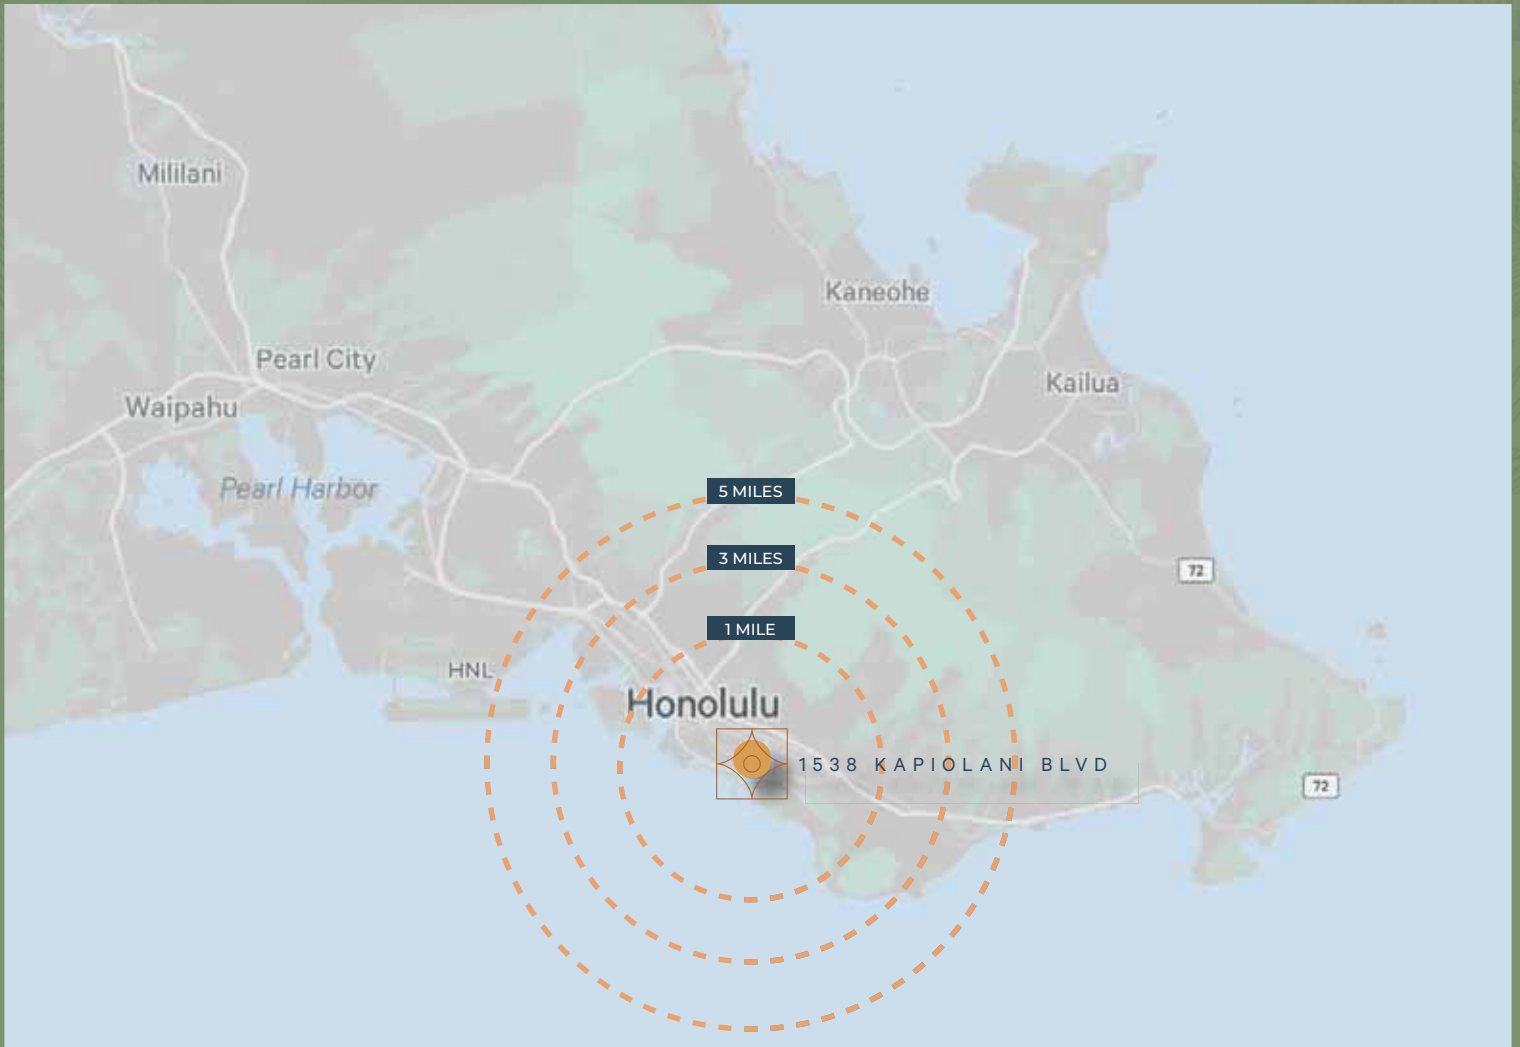 Mililani
Kaneohe
Pearl City
Kailua
Waipahu
Pearl Harbor
5 MILES
3 MILES
72
1 MILE
HNL
Honolulu
1538 KAPIOLANI BLVD
72